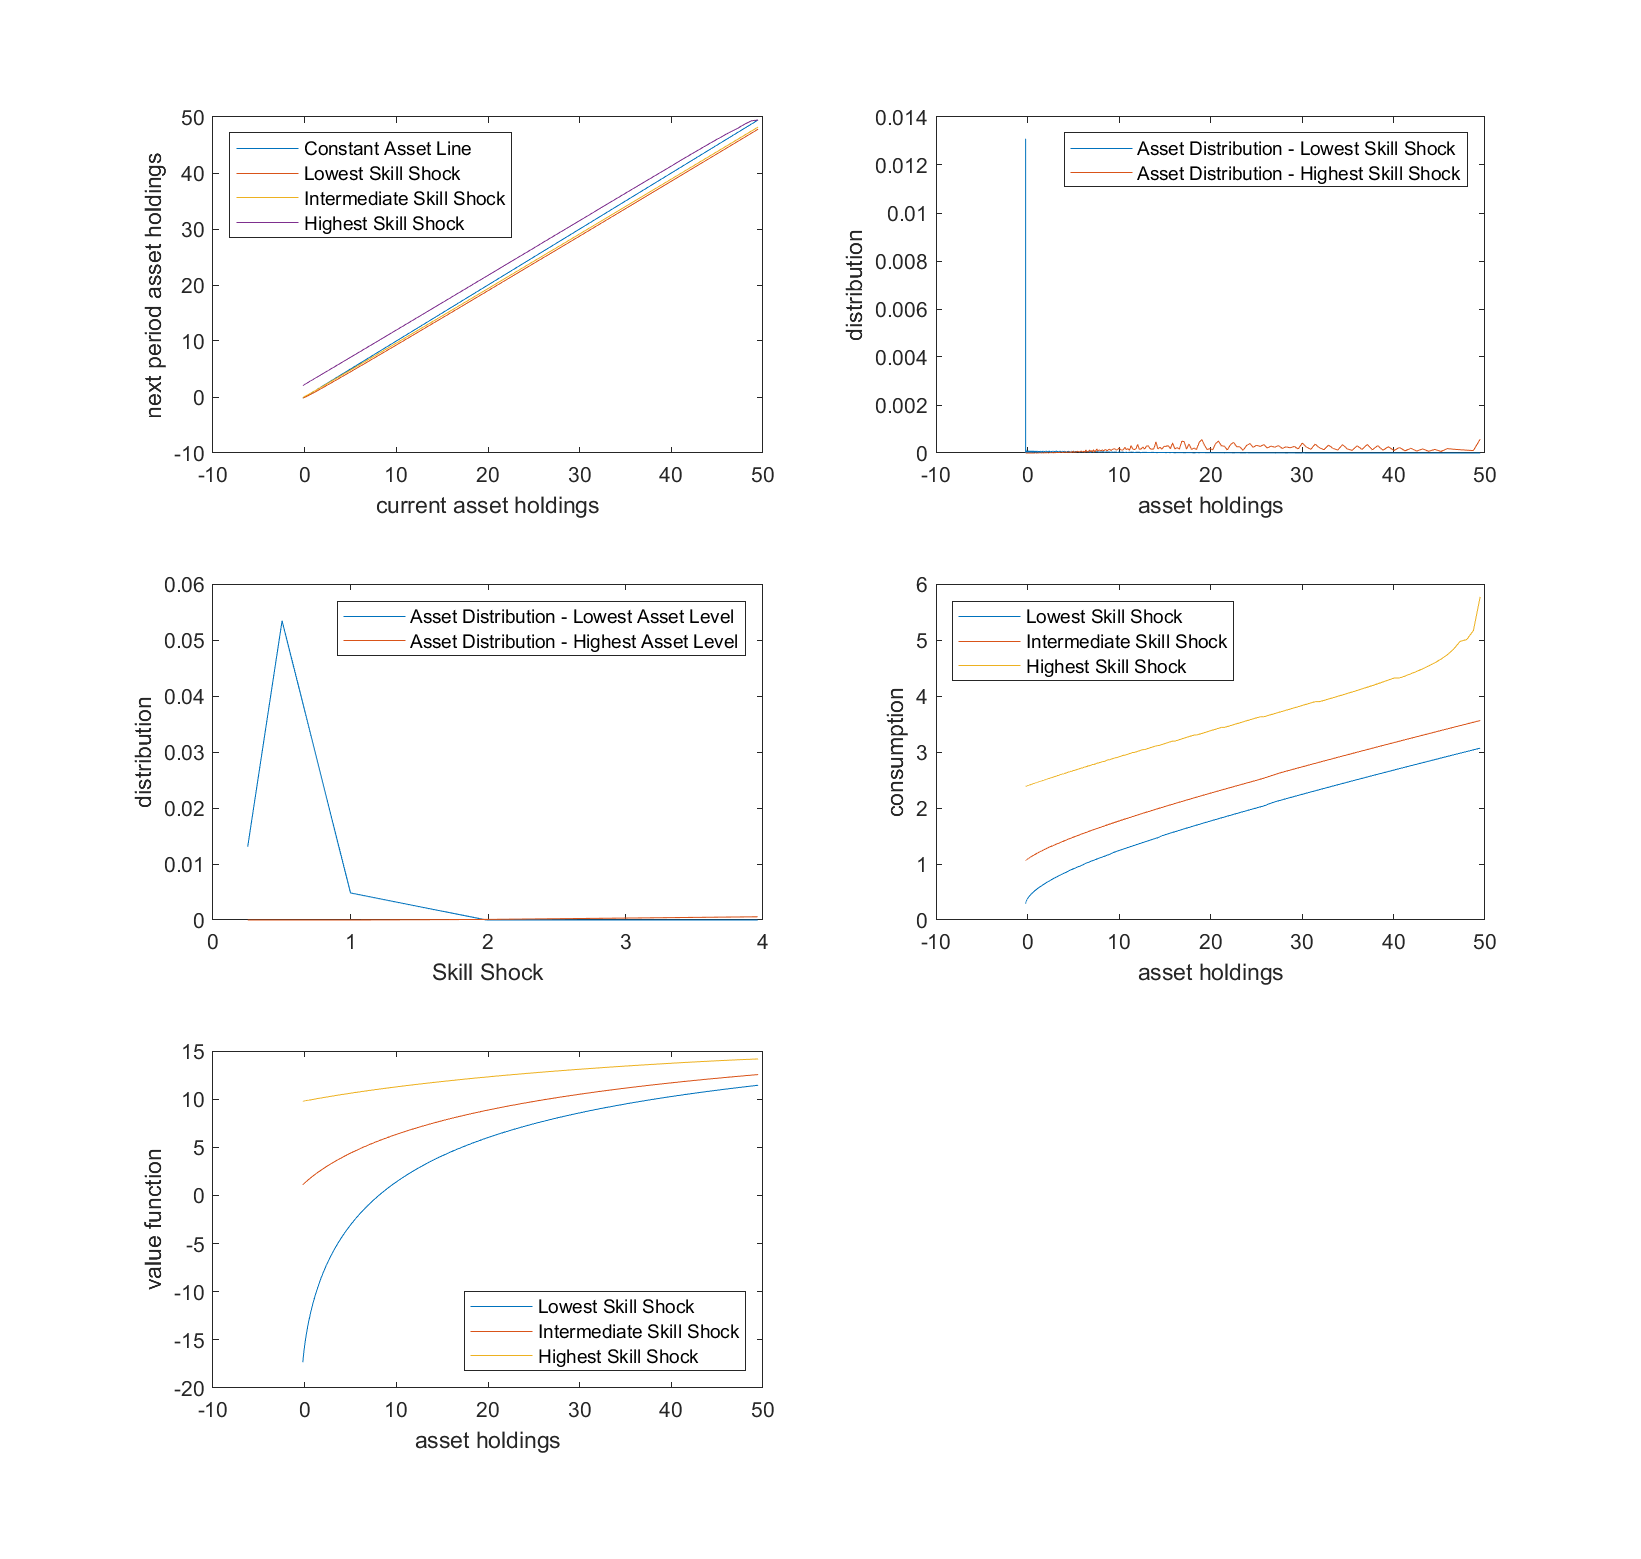 50
40
30
20
10
0
-10
-10
0
10
20
30
40
50
next period asset holdings
current asset holdings
Constant Asset Line
Lowest Skill Shock
Intermediate Skill Shock
Highest Skill Shock
0.014
0.012
0.01
0.008
0.006
0.004
0.002
0
-10
0
10
20
30
40
50
distribution
asset holdings
Asset Distribution - Lowest Skill Shock
Asset Distribution - Highest Skill Shock
0.06
0.05
0.04
0.03
0.02
0.01
0
0
1
2
3
4
distribution
Skill Shock
Asset Distribution - Lowest Asset Level
Asset Distribution - Highest Asset Level
6
5
4
3
2
1
0
-10
0
10
20
30
40
50
consumption
asset holdings
Lowest Skill Shock
Intermediate Skill Shock
Highest Skill Shock
15
10
5
0
-5
-10
-15
-20
-10
0
10
20
30
40
50
value function
asset holdings
Lowest Skill Shock
Intermediate Skill Shock
Highest Skill Shock